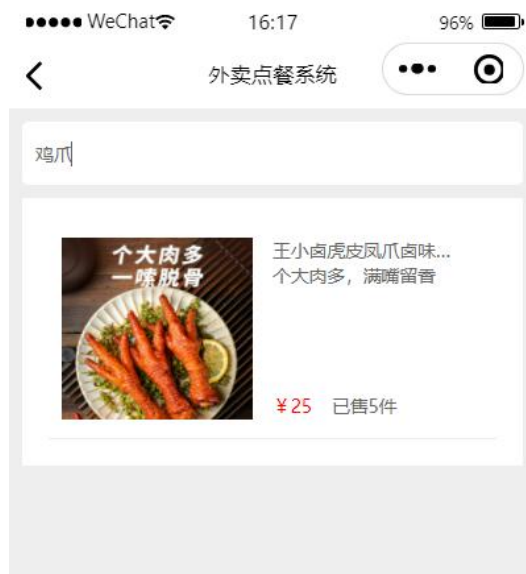 WeChat 16:17 96%
外卖点餐系统
鸡爪
个大肉多
一嗦脱骨
王小卤虎皮凤爪卤味...
个大肉多，满嘴留香
￥25 已售5件